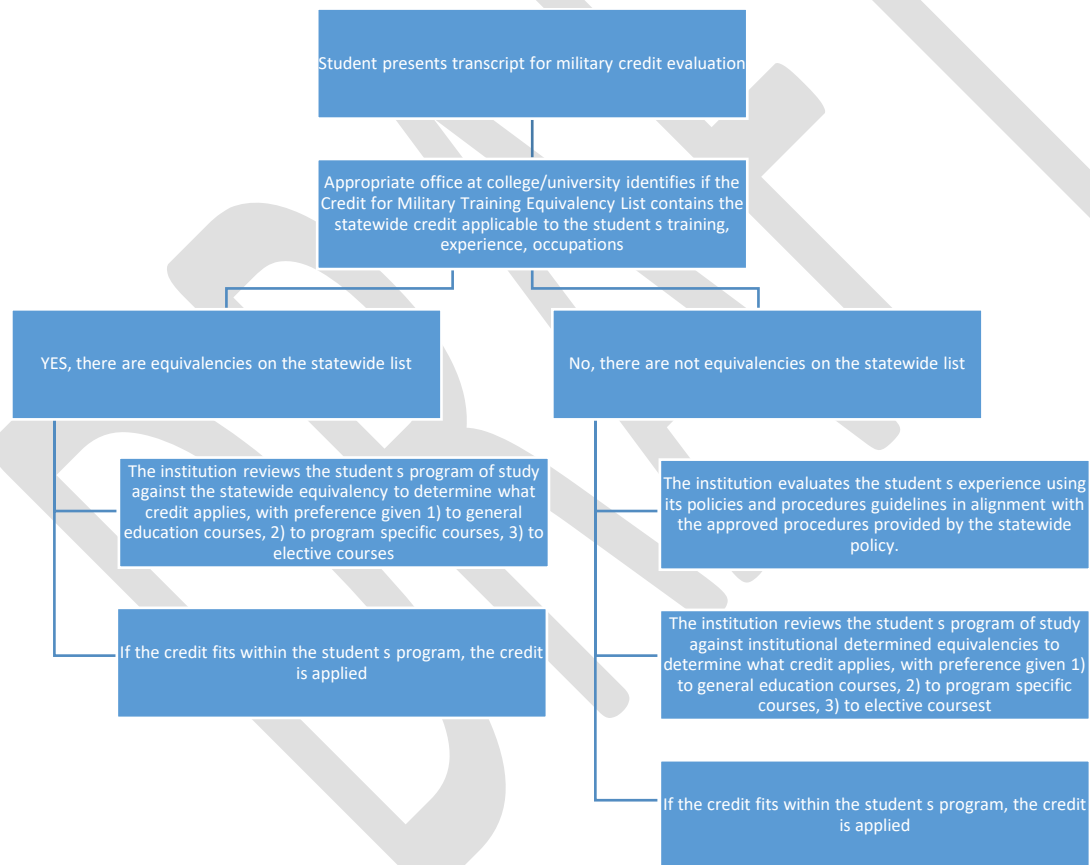 Student presents transcript for military credit evaluation
Appropriate office at college/university identifies if the
Credit for Military Training Equivalency List contains the
statewide credit applicable to the student s training,
experience, occupations
YES, there are equivalencies on the statewide list
The institution reviews the student s program of study
against the statewide equivalency to determine what
credit applies, with preference given 1) to general
education courses, 2) to program specific courses, 3) to
elective courses
If the credit fits within the student s program, the credit
is applied
No, there are not equivalencies on the statewide list
The institution evaluates the student s experience using
its policies and procedures guidelines in alignment with
the approved procedures provided by the statewide
policy.
The institution reviews the student s program of study
against institutional determined equivalencies to
determine what credit applies, with preference given 1)
to general education courses, 2) to program specific
courses, 3) to elective coursest
If the credit fits within the student s program, the credit
is applied
DRAFT